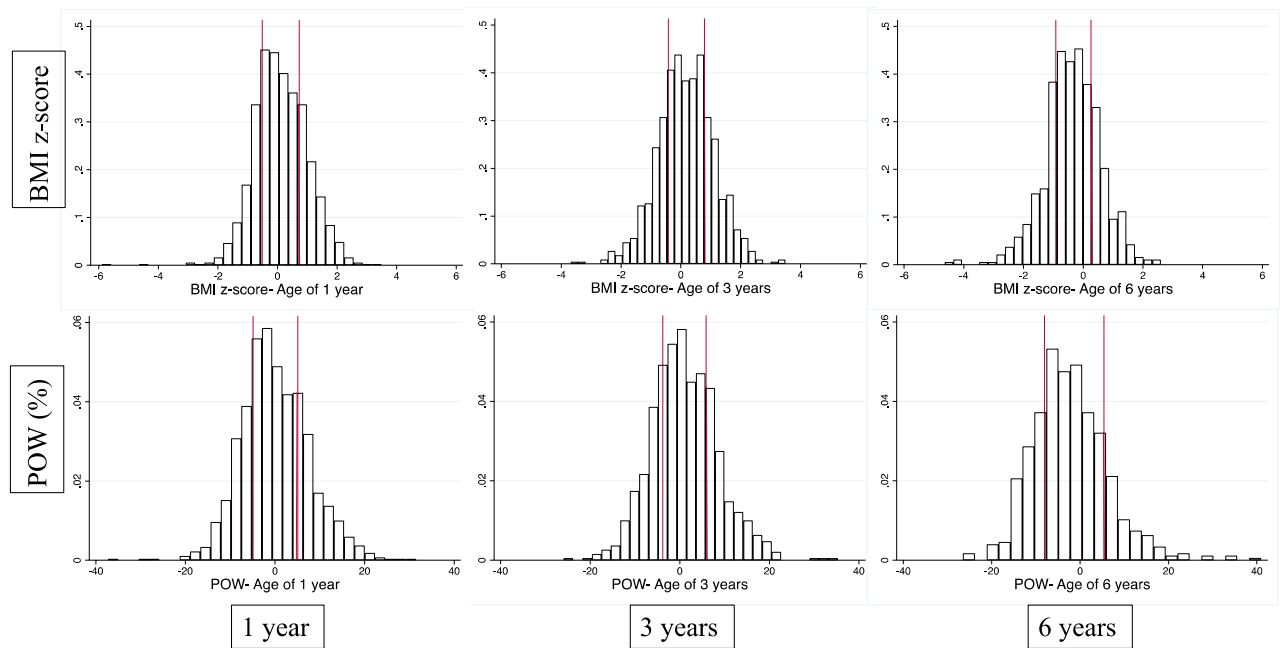 BMI z-score
.5
.4
.3
.2
.1
0
-6 -4 -2 0 2 4 6
BMI z-score- Age of 1 year
.5
.4
.3
.2
.1
0
-6 -4 -2 0 2 4 6
BMI z-score- Age of 3 years
.5
.4
.3
.2
.1
0
-6 -4 -2 0 2 4 6
BMI z-score- Age of 6 years
POW (%)
.06
.04
.02
0
-40 -20 0 20 40
POW- Age of 1 year
.06
.04
.02
0
-40 -20 0 20 40
POW- Age of 3 years
.06
.04
.02
0
-40 -20 0 20 40
POW- Age of 6 years
1 year
3 years
6 years